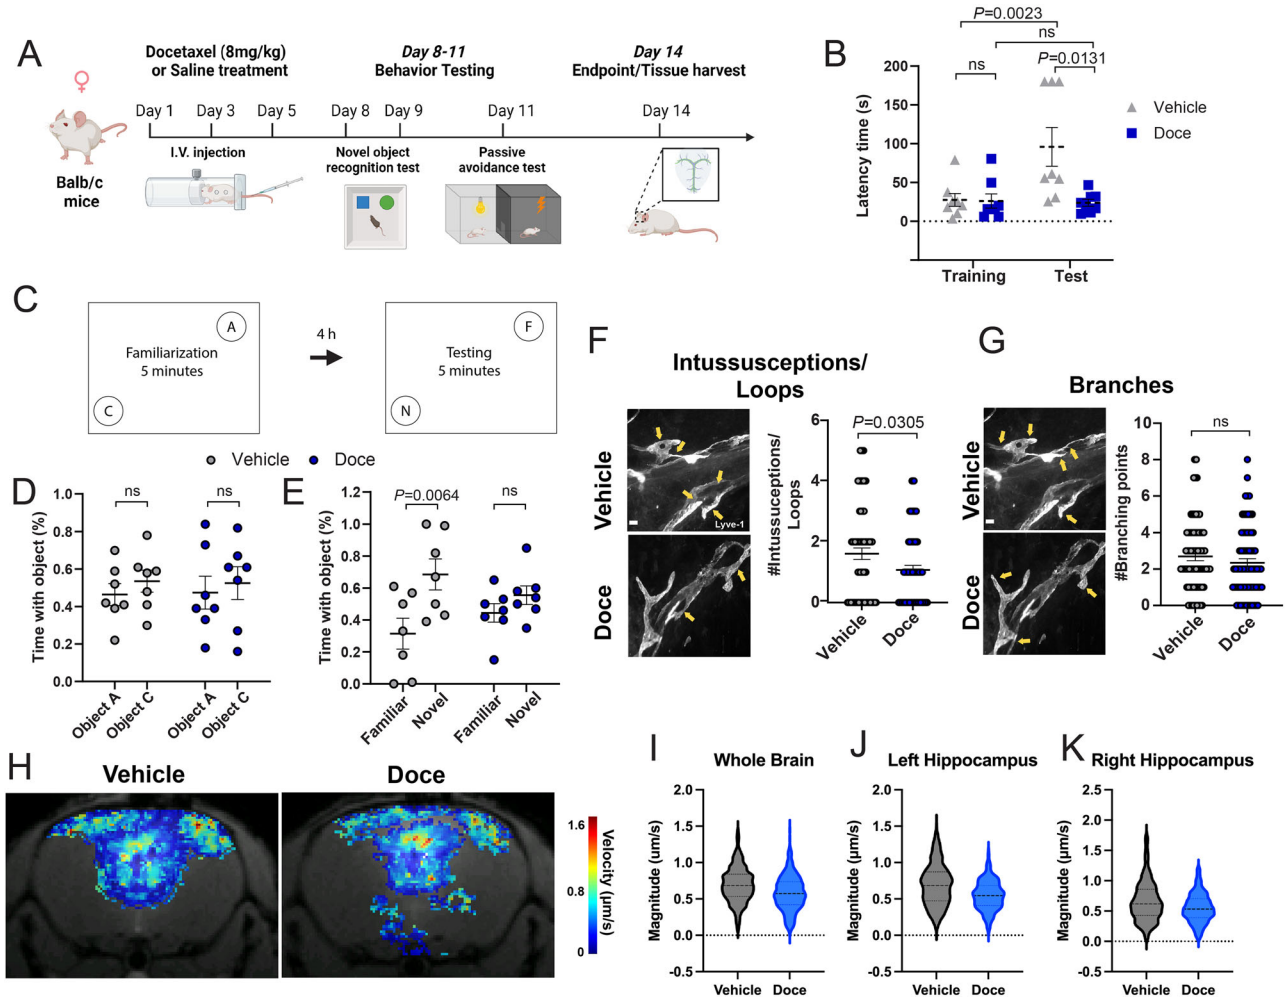 A
Docetaxel (8mg/kg)
or Saline treatment
Day 8-11
Behavior Testing
Day 14
Endpoint/Tissue harvest
Day 1
Day 3
Day 5
Day 8
Day 9
Day 11
Day 14
Balb/c
mice
I.V. injection
Novel object
recognition test
Passive
avoidance test
B
P=0.0023
ns
ns
P=0.0131
Latency time (s)
200
150
100
50
0
Training
Test
Vehicle
Doce
C
A
Familiarization
5 minutes
C
4 h
F
Testing
5 minutes
N
Vehicle
Doce
D
Time with object (%)
1.0
0.8
0.6
0.4
0.2
0.0
ns
ns
Object A
Object C
Object A
Object C
E
Time with object (%)
1.2
1.0
0.8
0.6
0.4
0.2
0.0
P=0.0064
ns
Familiar
Novel
Familiar
Novel
F
Intussusceptions/
Loops
Vehicle
Lyve-1
Doce
#Intussuceptions/
Loops
6
4
2
0
P=0.0305
Vehicle
Doce
G
Branches
Vehicle
Doce
#Branching points
10
8
6
4
2
0
ns
Vehicle
Doce
H
Vehicle
Doce
1.6
0.8
0
Velocity (μm/s)
I
Whole Brain
Magnitude (μm/s)
2.0
1.5
1.0
0.5
0.0
-0.5
Vehicle
Doce
J
Left Hippocampus
Magnitude (μm/s)
2.0
1.5
1.0
0.5
0.0
-0.5
Vehicle
Doce
K
Right Hippocampus
Magnitude (μm/s)
2.5
2.0
1.5
1.0
0.5
0.0
-0.5
Vehicle
Doce